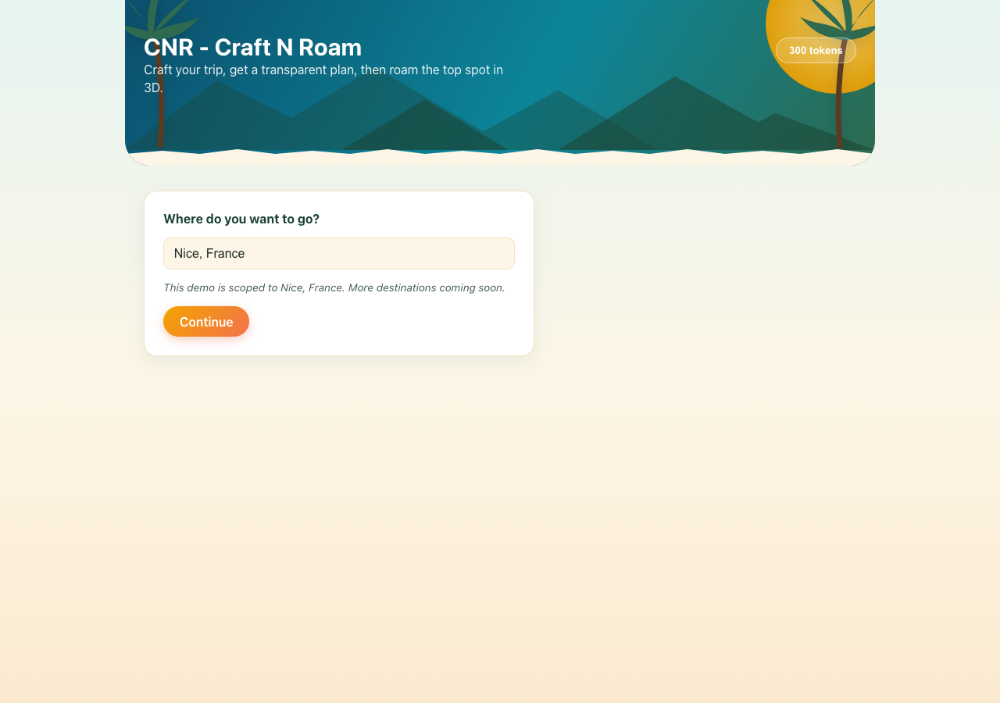 CNR - Craft N Roam
300 tokens
Craft your trip, get a transparent plan, then roam the top spot in
3D.
Where do you want to go?
Nice, France
This demo is scoped to Nice, France. More destinations coming soon.
Continue